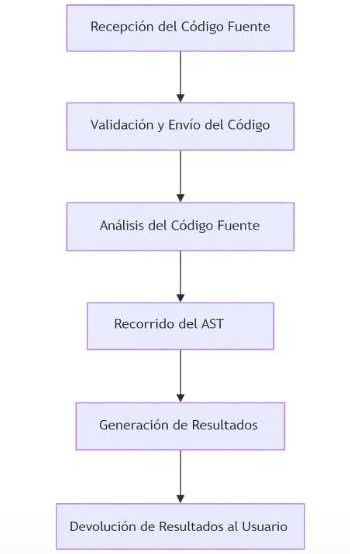 Recepción del Código Fuente
Validación y Envío del Código
Análisis del Código Fuente
Recorrido del AST
Generación de Resultados
Devolución de Resultados al Usuario